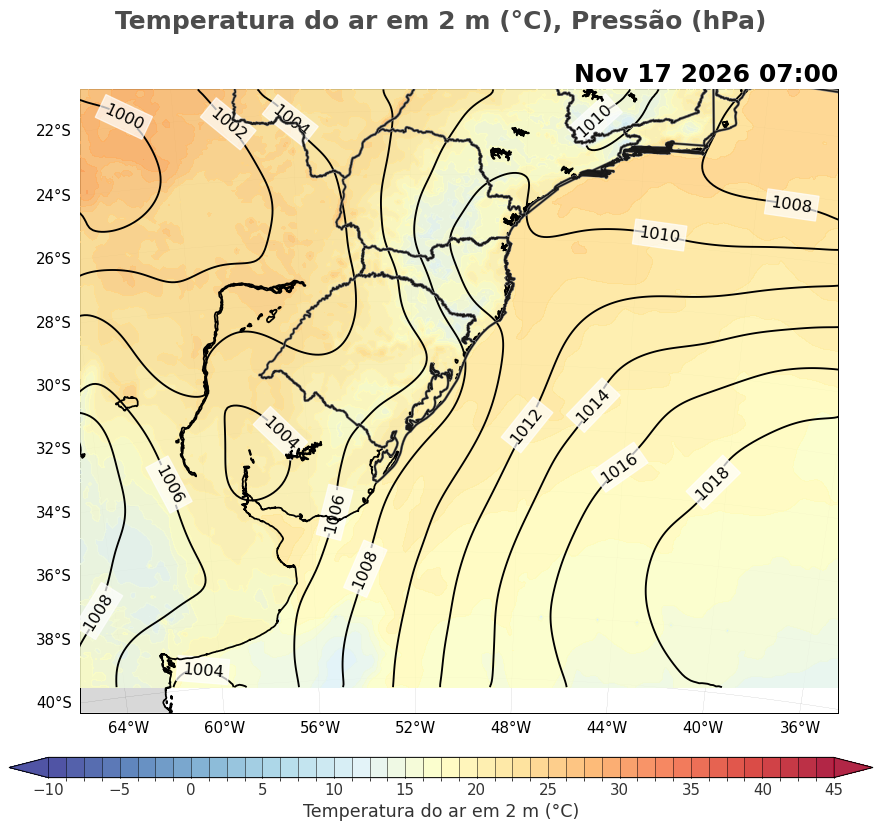 Temperatura do ar em 2 m (°C), Pressão (hPa)
Nov 17 2026 07:00
1000
1002
1004
1010
22°S
24°S
1008
1010
26°S
28°S
30°S
1014
1004
1012
32°S
1016
1018
1006
1006
34°S
1008
36°S
1008
38°S
1004
40°S
64°W 60°W 56°W 52°W 48°W 44°W 40°W 36°W
−10 −5 0 5 10 15 20 25 30 35 40 45
Temperatura do ar em 2 m (°C)